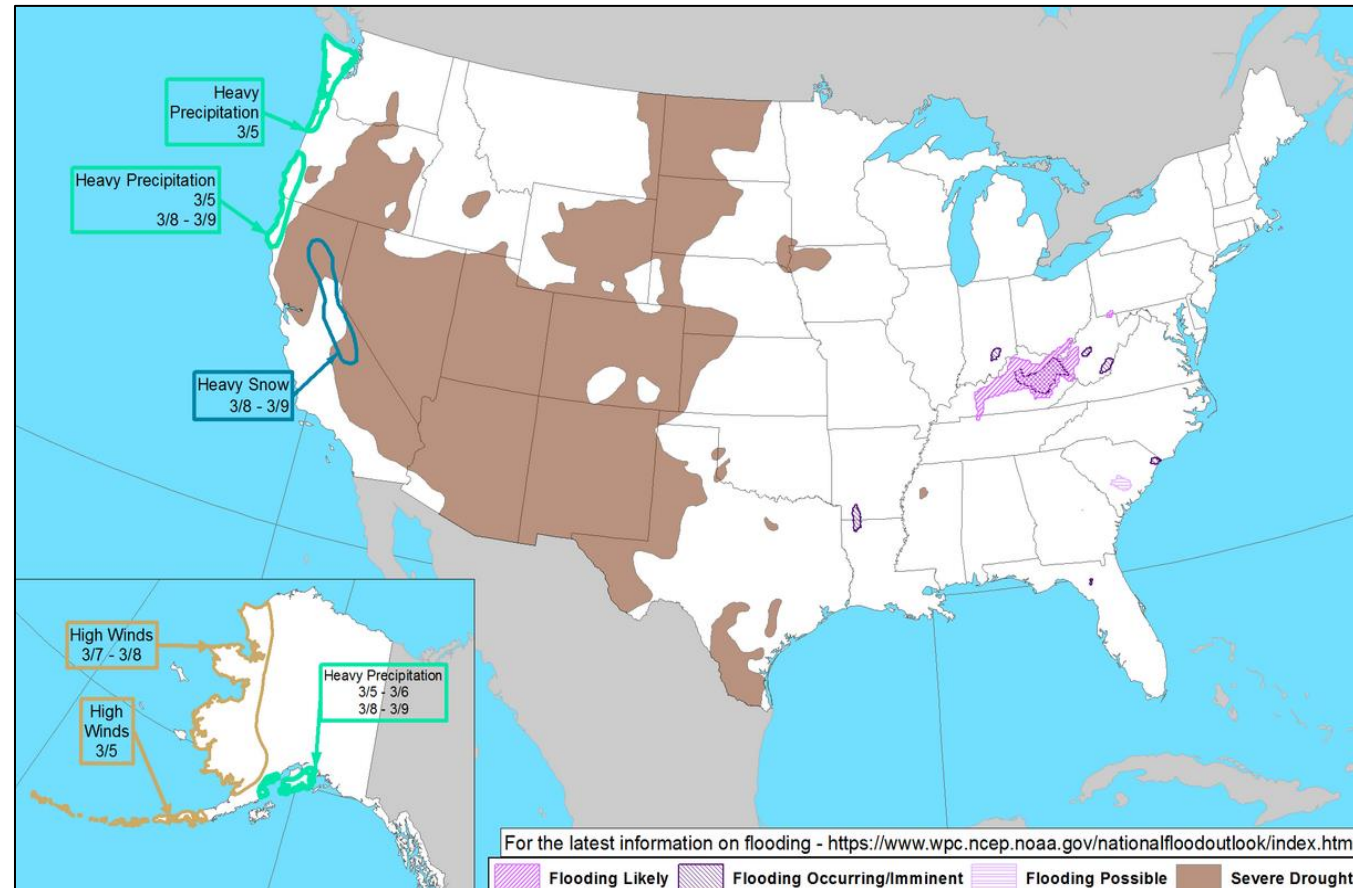 Heavy
Precipitation
3/5
Heavy Precipitation
3/5
3/8 - 3/9
Heavy Snow
3/8 - 3/9
High Winds
3/7 - 3/8
High
Winds
3/5
Heavy Precipitation
3/5 - 3/6
3/8 - 3/9
For the latest information on flooding - https://www.wpc.ncep.noaa.gov/nationalfloodoutlook/index.htm
Flooding Likely
Flooding Occurring/Imminent
Flooding Possible
Severe Drought